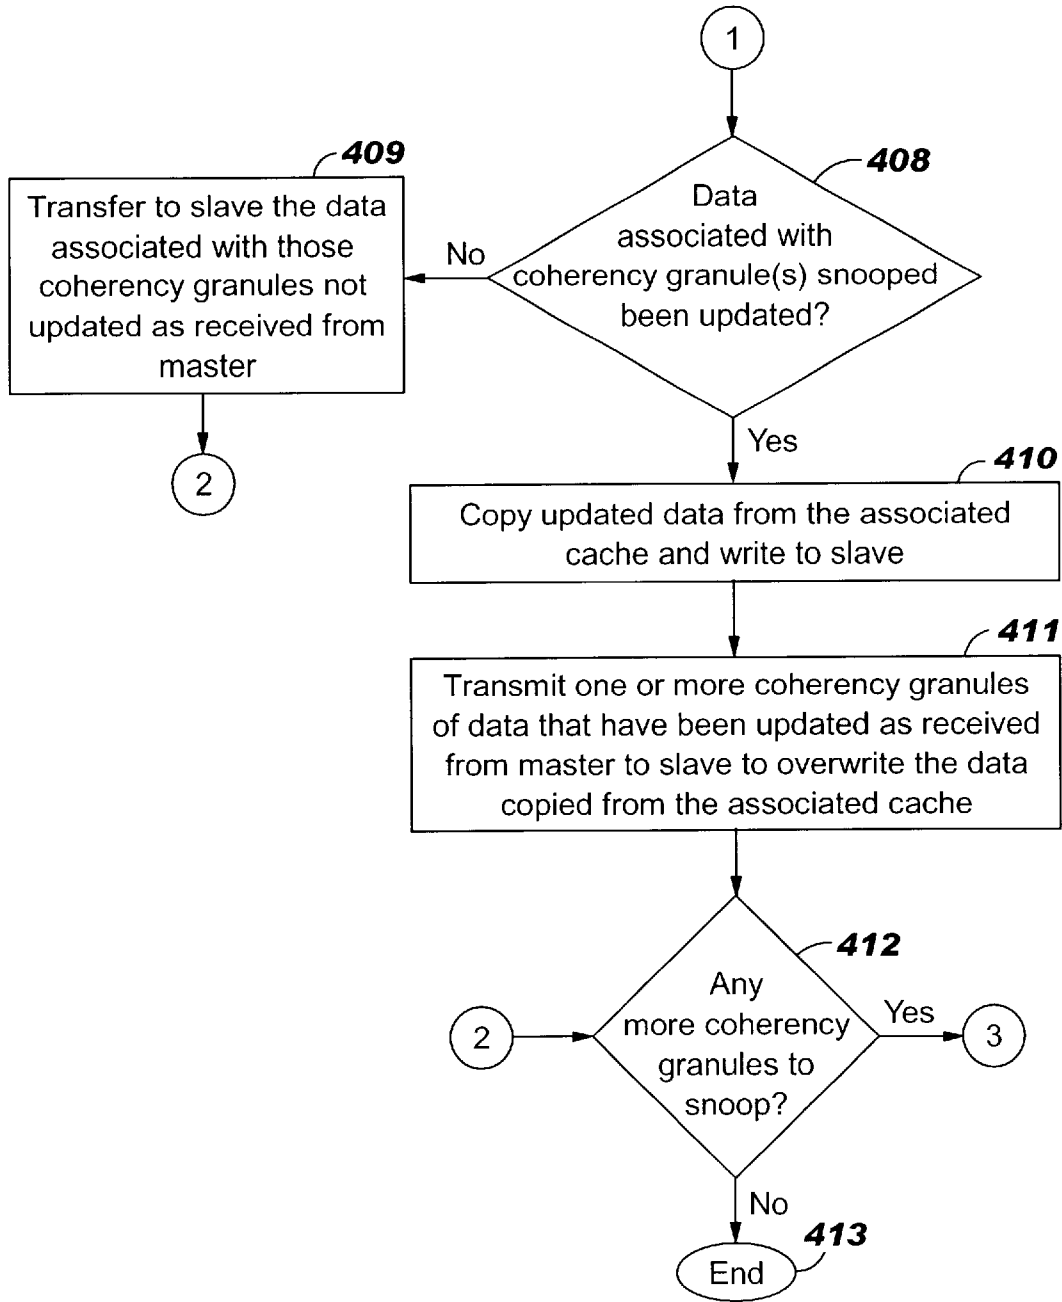 1
408
Data
associated with
coherency granule(s) snooped
been updated?
No
409
Transfer to slave the data
associated with those
coherency granules not
updated as received from
master
2
Yes
410
Copy updated data from the associated
cache and write to slave
411
Transmit one or more coherency granules
of data that have been updated as received
from master to slave to overwrite the data
copied from the associated cache
412
Any
more coherency
granules to
snoop?
2
Yes
3
No
413
End